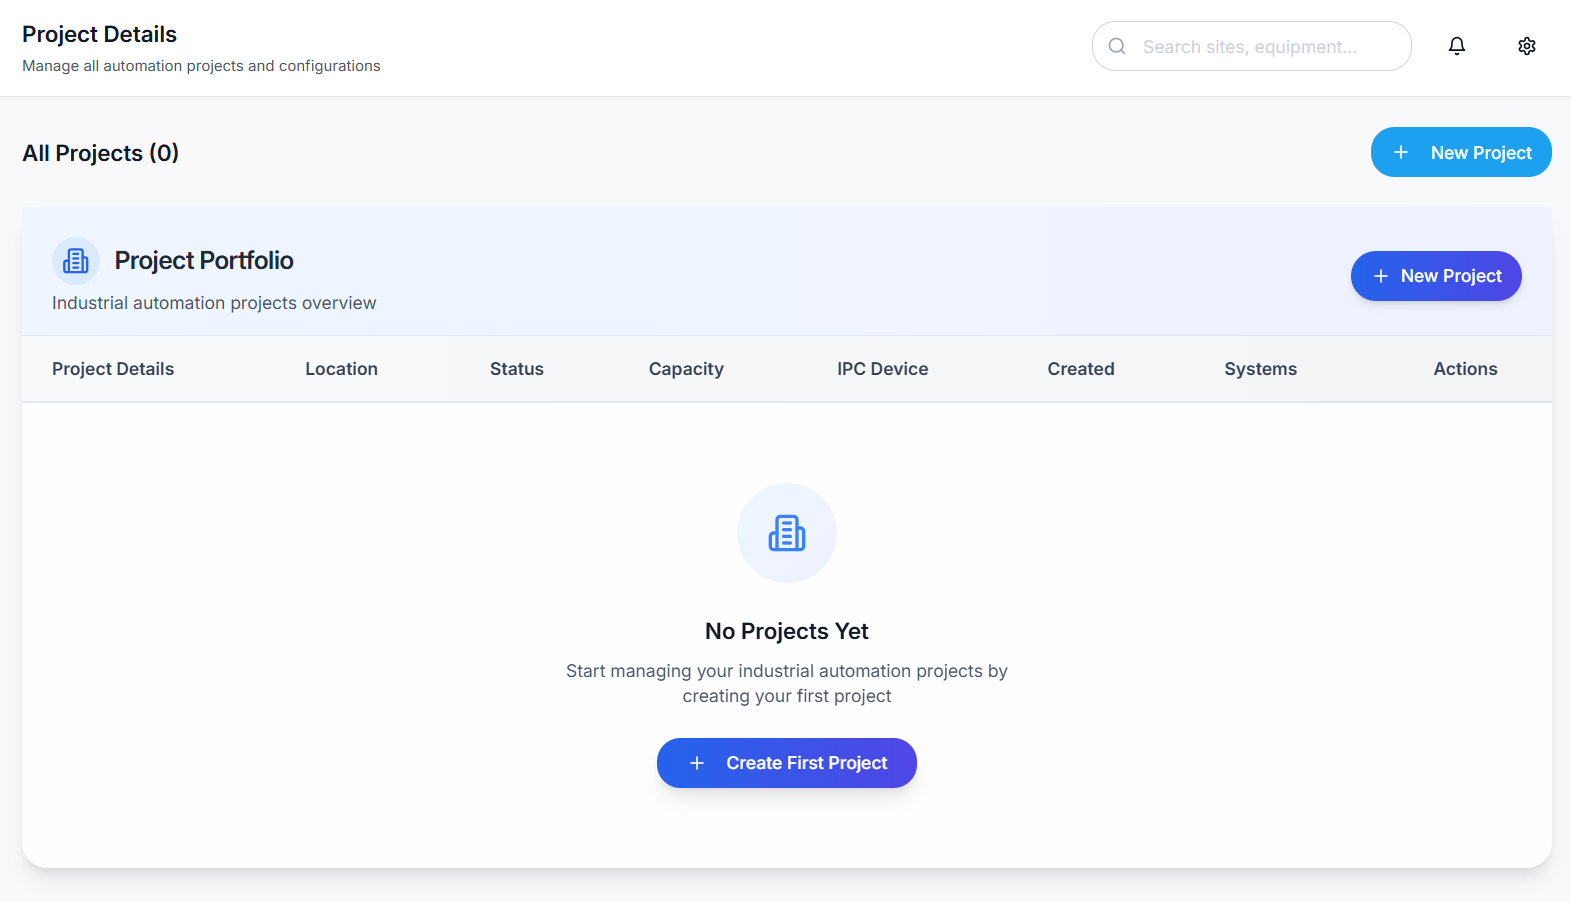 Project Details
Manage all automation projects and configurations
Search sites, equipment...
All Projects (0)
New Project
Project Portfolio
Industrial automation projects overview
New Project
Project Details Location Status Capacity IPC Device Created Systems Actions
No Projects Yet
Start managing your industrial automation projects by
creating your first project
Create First Project